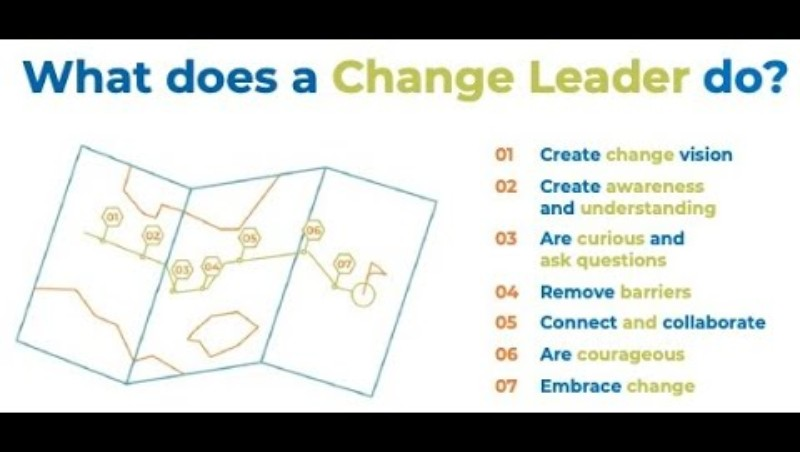 What does a Change Leader do?
01
02
03
04
05
06
07
01 Create change vision
02 Create awareness
and understanding
03 Are curious and
ask questions
04 Remove barriers
05 Connect and collaborate
06 Are courageous
07 Embrace change